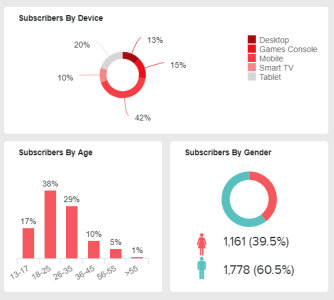 Subscribers By Device
20%
13%
15%
10%
42%
Desktop
Games Console
Mobile
Smart TV
Tablet
Subscribers By Age
38%
29%
17%
10%
5%
1%
13-17
18-25
26-35
36-45
56-55
>55
Subscribers By Gender
1,161 (39.5%)
1,778 (60.5%)